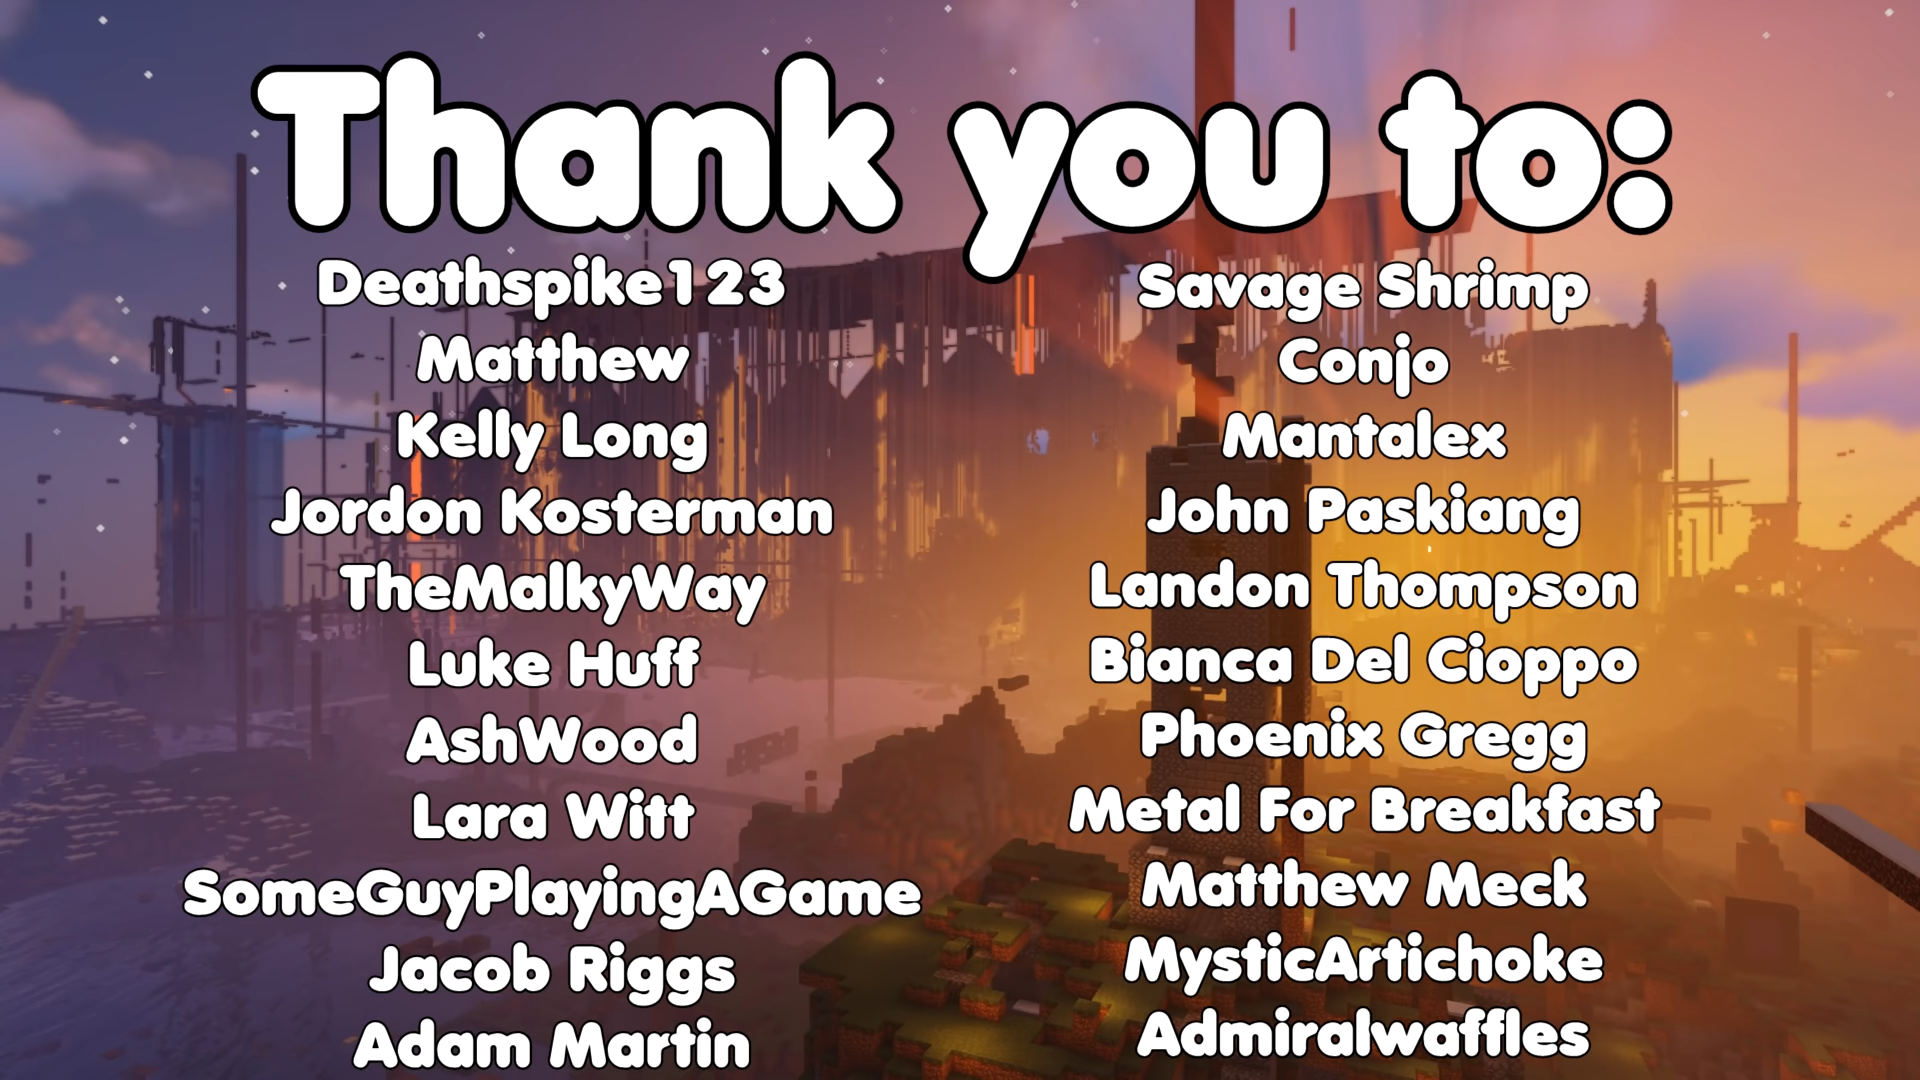 Thank you to:
Deathspike123
Matthew
Kelly Long
Jordon Kosterman
TheMalkyWay
Luke Huff
AshWood
Lara Witt
SomeGuyPlayingAGame
Jacob Riggs
Adam Martin
Savage Shrimp
Conjo
Mantalex
John Paskiang
Landon Thompson
Bianca Del Cioppo
Phoenix Gregg
Metal For Breakfast
Matthew Meck
MysticArtichoke
Admiralwaffles